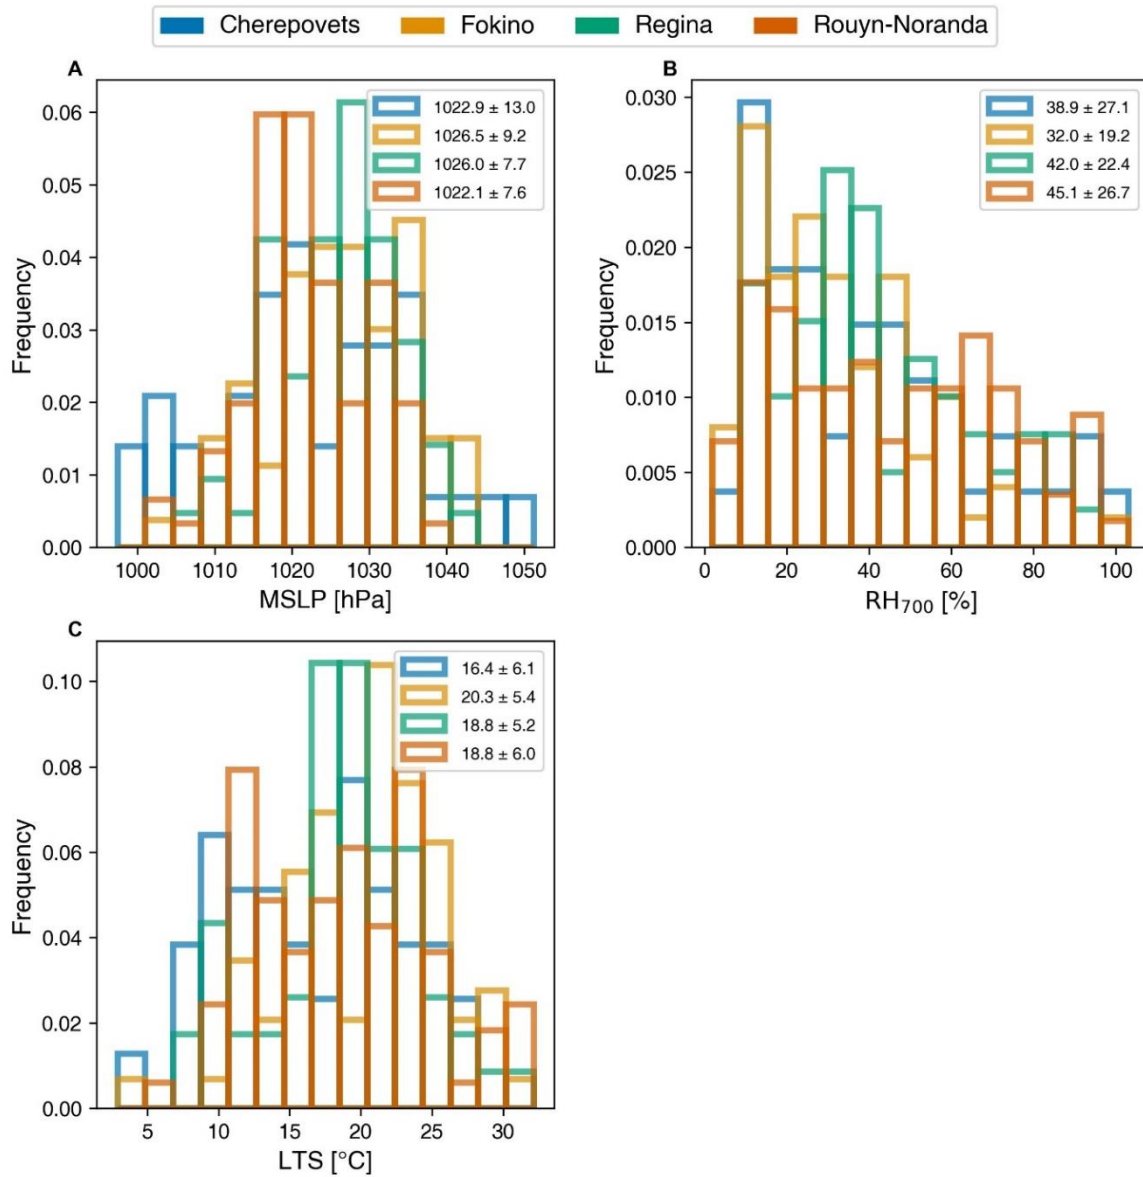 Cherepovets Fokino Regina Rouyn-Noranda
A
0.06
0.05
0.04
0.03
0.02
0.01
0.00
Frequency
1022.9 ± 13.0
1026.5 ± 9.2
1026.0 ± 7.7
1022.1 ± 7.6
1000 1010 1020 1030 1040 1050
MSLP [hPa]
B
0.030
0.025
0.020
0.015
0.010
0.005
0.000
Frequency
38.9 ± 27.1
32.0 ± 19.2
42.0 ± 22.4
45.1 ± 26.7
0 20 40 60 80 100
RH₇₀₀ [%]
C
0.10
0.08
0.06
0.04
0.02
0.00
Frequency
16.4 ± 6.1
20.3 ± 5.4
18.8 ± 5.2
18.8 ± 6.0
5 10 15 20 25 30
LTS [°C]